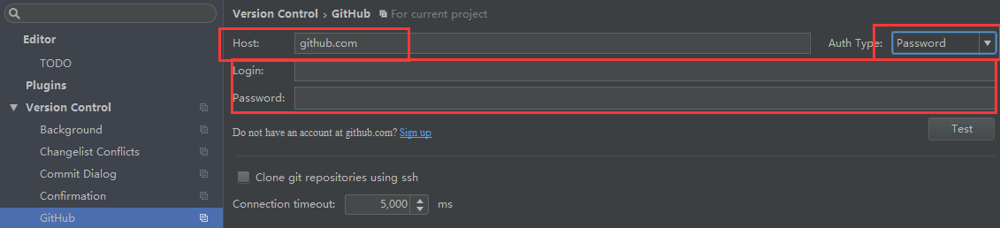 Version Control › GitHub For current project
Editor
TODO
Plugins
Version Control
Background
Changelist Conflicts
Commit Dialog
Confirmation
GitHub
Host: github.com Auth Type: Password
Login:
Password:
Do not have an account at github.com? Sign up Test
Clone git repositories using ssh
Connection timeout: 5,000 ms